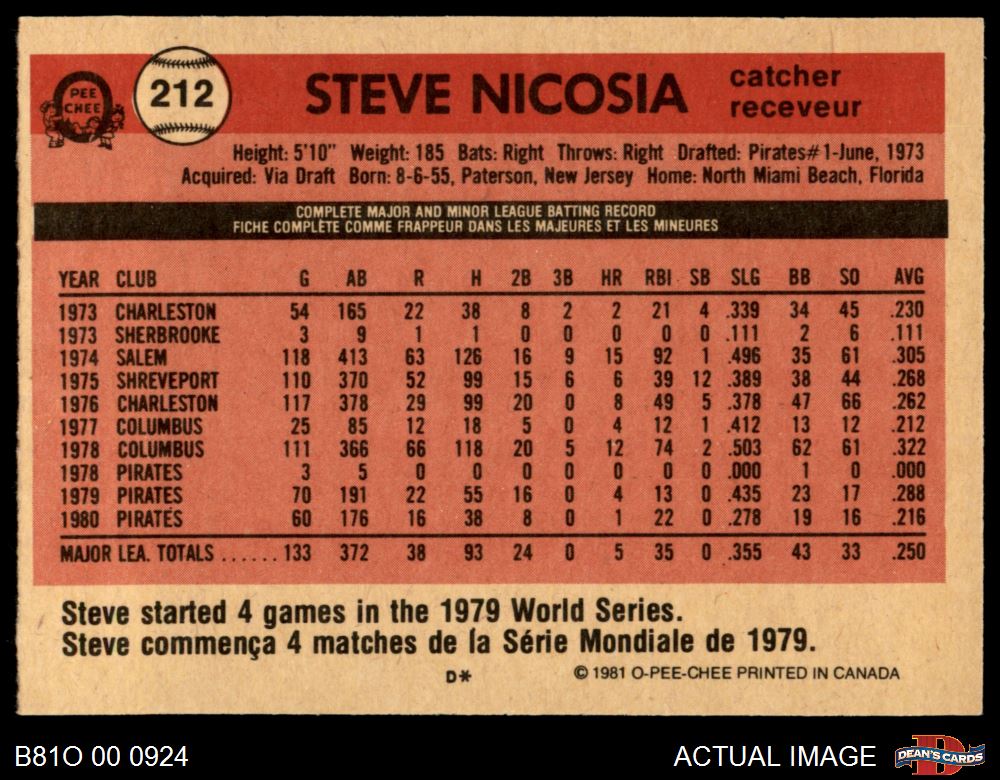 PEE
CHEE
212
STEVE NICOSIA
catcher
receveur
Height: 5'10" Weight: 185 Bats: Right Throws: Right Drafted: Pirates#1-June, 1973
Acquired: Via Draft Born: 8-6-55, Paterson, New Jersey Home: North Miami Beach, Florida
COMPLETE MAJOR AND MINOR LEAGUE BATTING RECORD
FICHE COMPLÈTE COMME FRAPPEUR DANS LES MAJEURES ET LES MINEURES
YEAR CLUB G AB R H 2B 3B HR RBI SB SLG BB SO AVG
1973 CHARLESTON 54 165 22 38 8 2 2 21 4 .339 34 45 .230
1973 SHERBROOKE 3 9 1 1 0 0 0 0 0 .111 2 6 .111
1974 SALEM 118 413 63 126 16 9 15 92 1 .496 35 61 .305
1975 SHREVEPORT 110 370 52 99 15 6 6 39 12 .389 38 44 .268
1976 CHARLESTON 117 378 29 99 20 0 8 49 5 .378 47 66 .262
1977 COLUMBUS 25 85 12 18 5 0 4 12 1 .412 13 12 .212
1978 COLUMBUS 111 366 66 118 20 5 12 74 2 .503 62 61 .322
1978 PIRATES 3 5 0 0 0 0 0 0 0 .000 1 0 .000
1979 PIRATES 70 191 22 55 16 0 4 13 0 .435 23 17 .288
1980 PIRATES 60 176 16 38 8 0 1 22 0 .278 19 16 .216
MAJOR LEA. TOTALS ...... 133 372 38 93 24 0 5 35 0 .355 43 33 .250
Steve started 4 games in the 1979 World Series.
Steve commença 4 matches de la Série Mondiale de 1979.
D* © 1981 O-PEE-CHEE PRINTED IN CANADA
B81O 00 0924 ACTUAL IMAGE DEAN'S CARDS